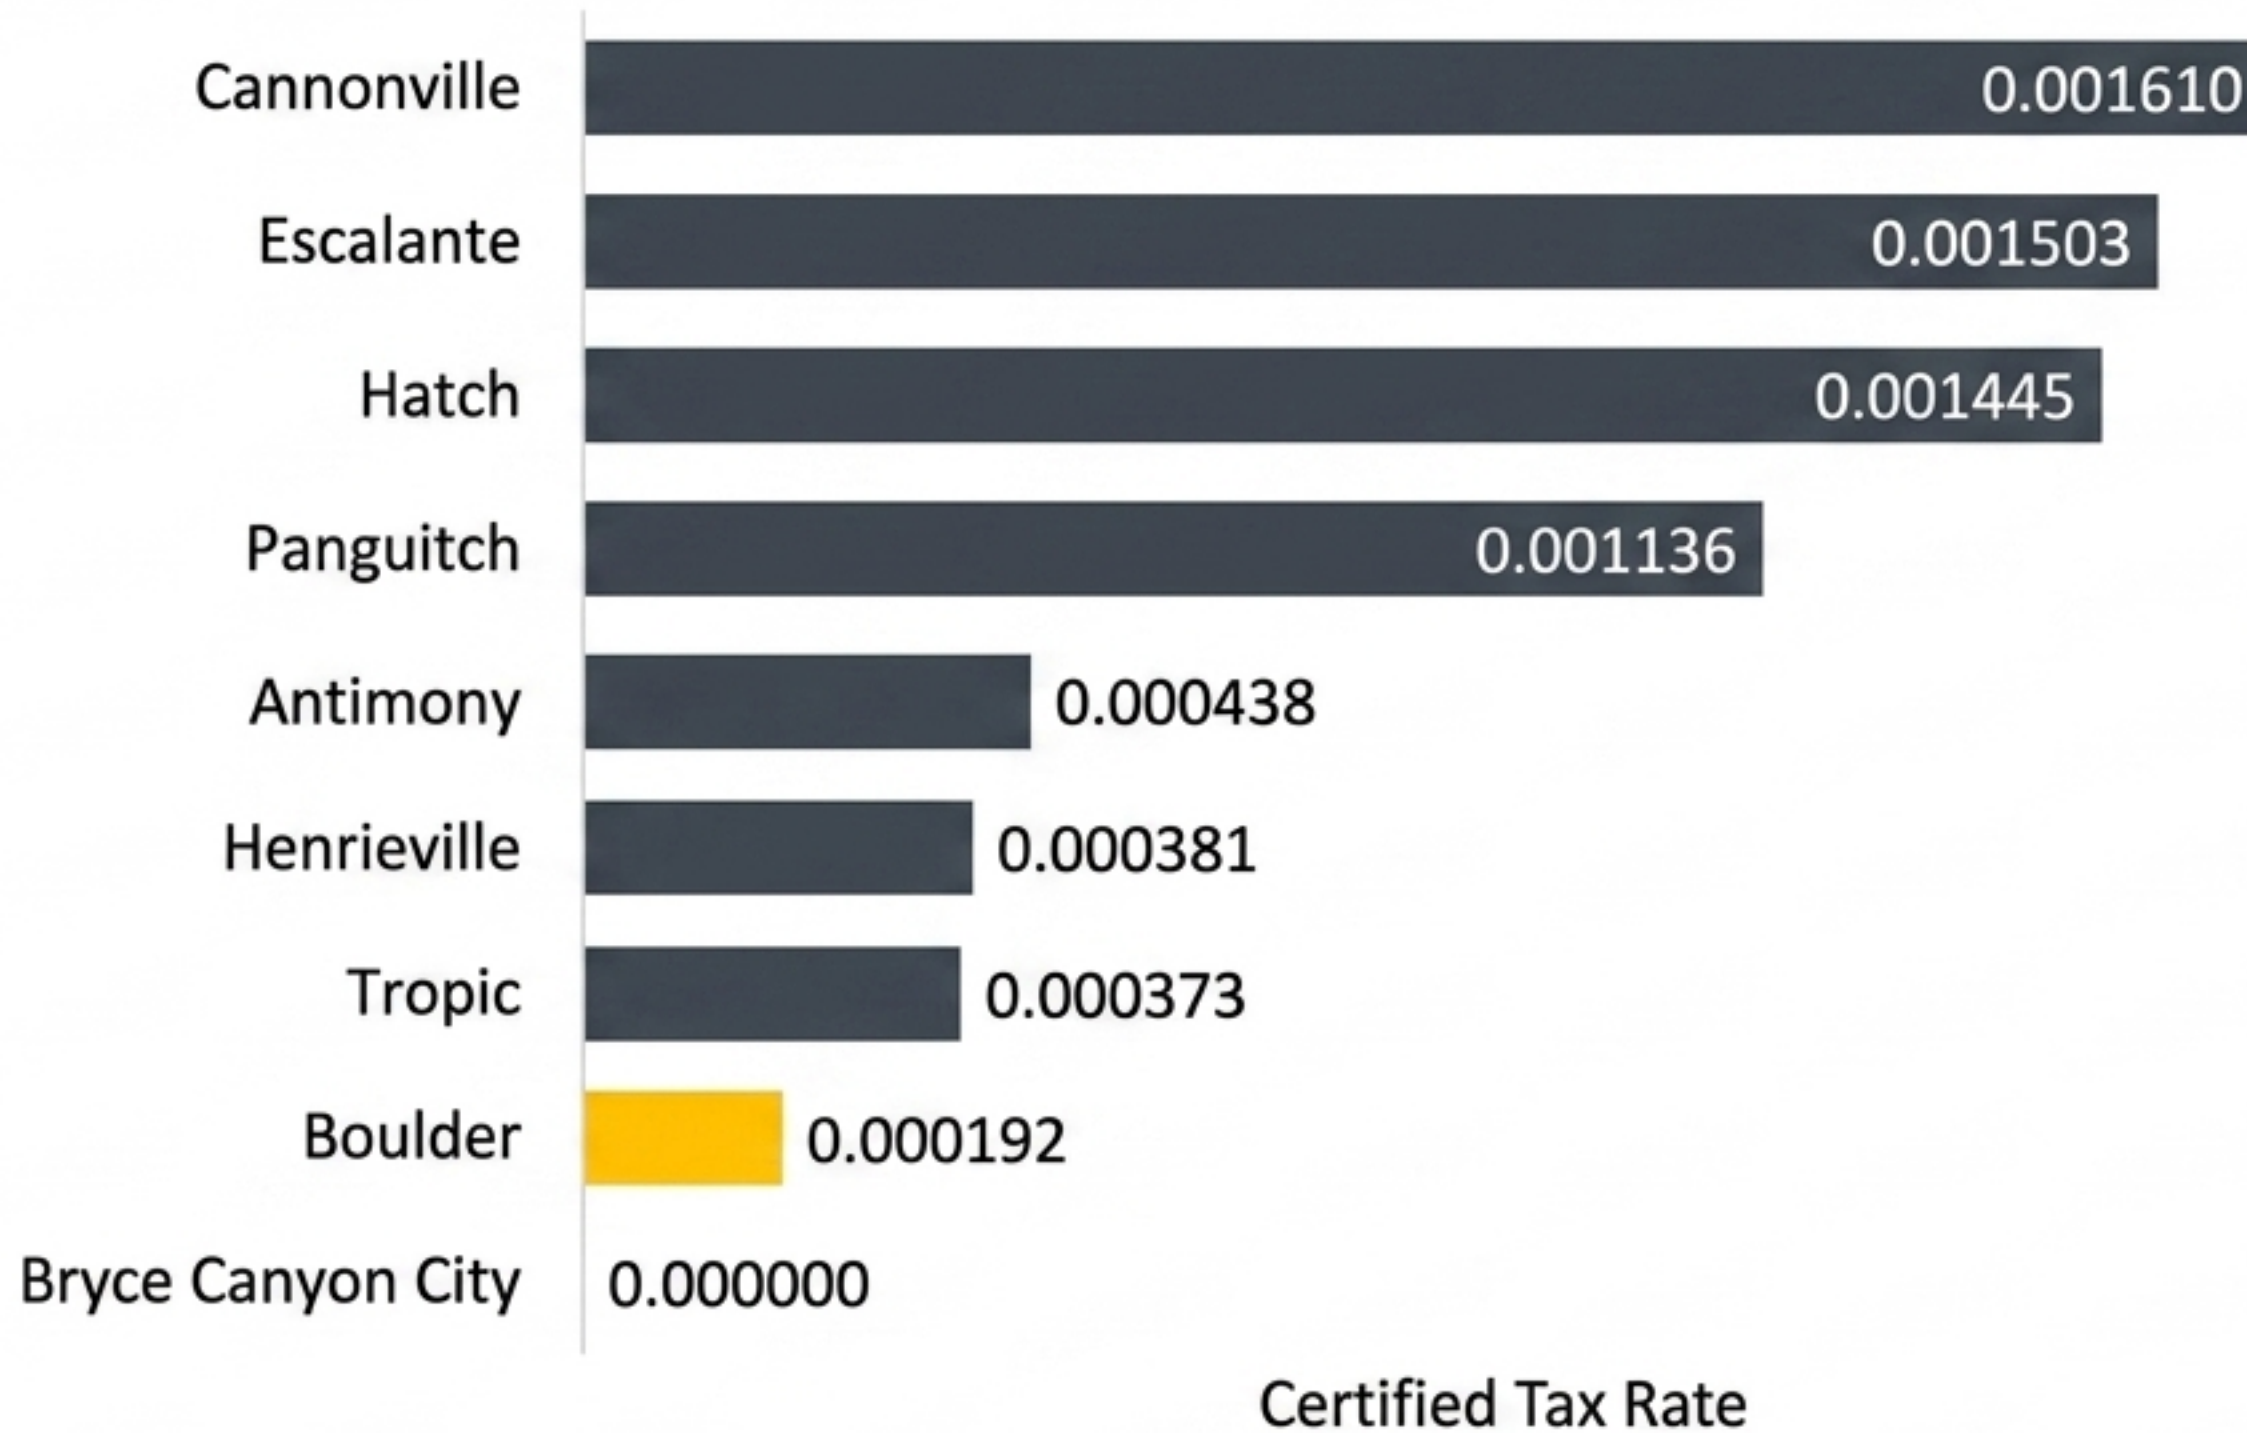 Cannonville 0.001610
Escalante 0.001503
Hatch 0.001445
Panguitch 0.001136
Antimony 0.000438
Henrieville 0.000381
Tropic 0.000373
Boulder 0.000192
Bryce Canyon City 0.000000
Certified Tax Rate